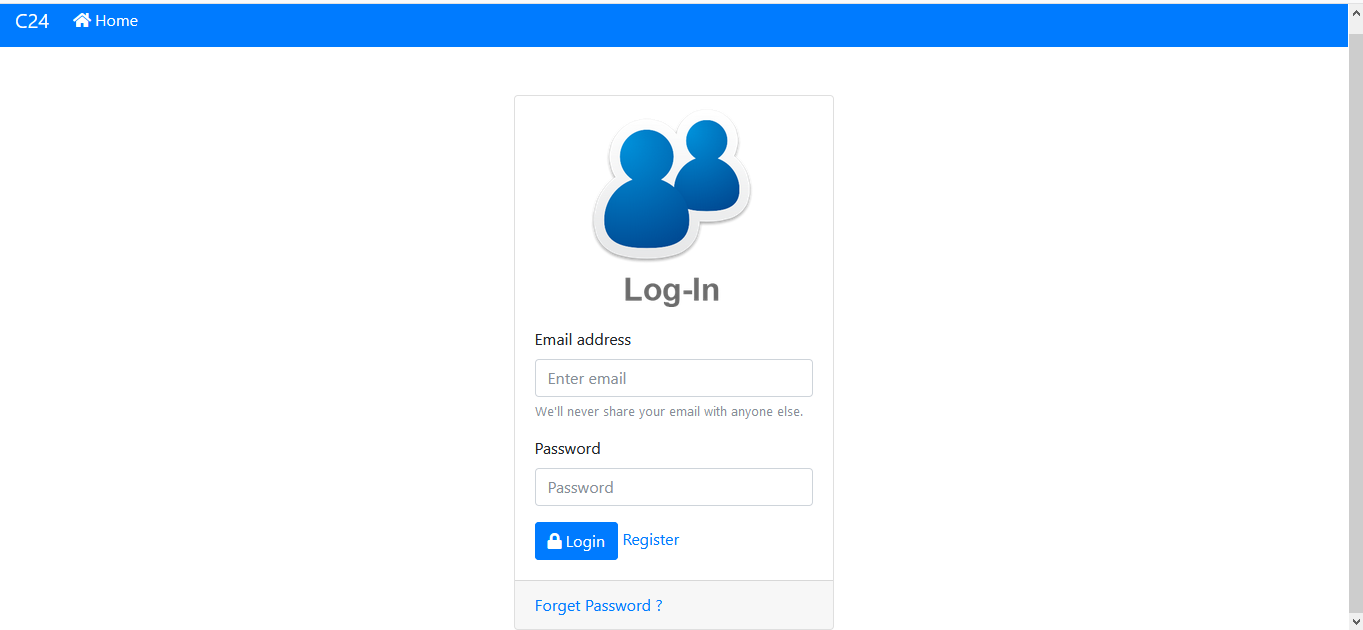 C24 Home
Log-In
Email address
Enter email
We'll never share your email with anyone else.
Password
Password
Login Register
Forget Password ?